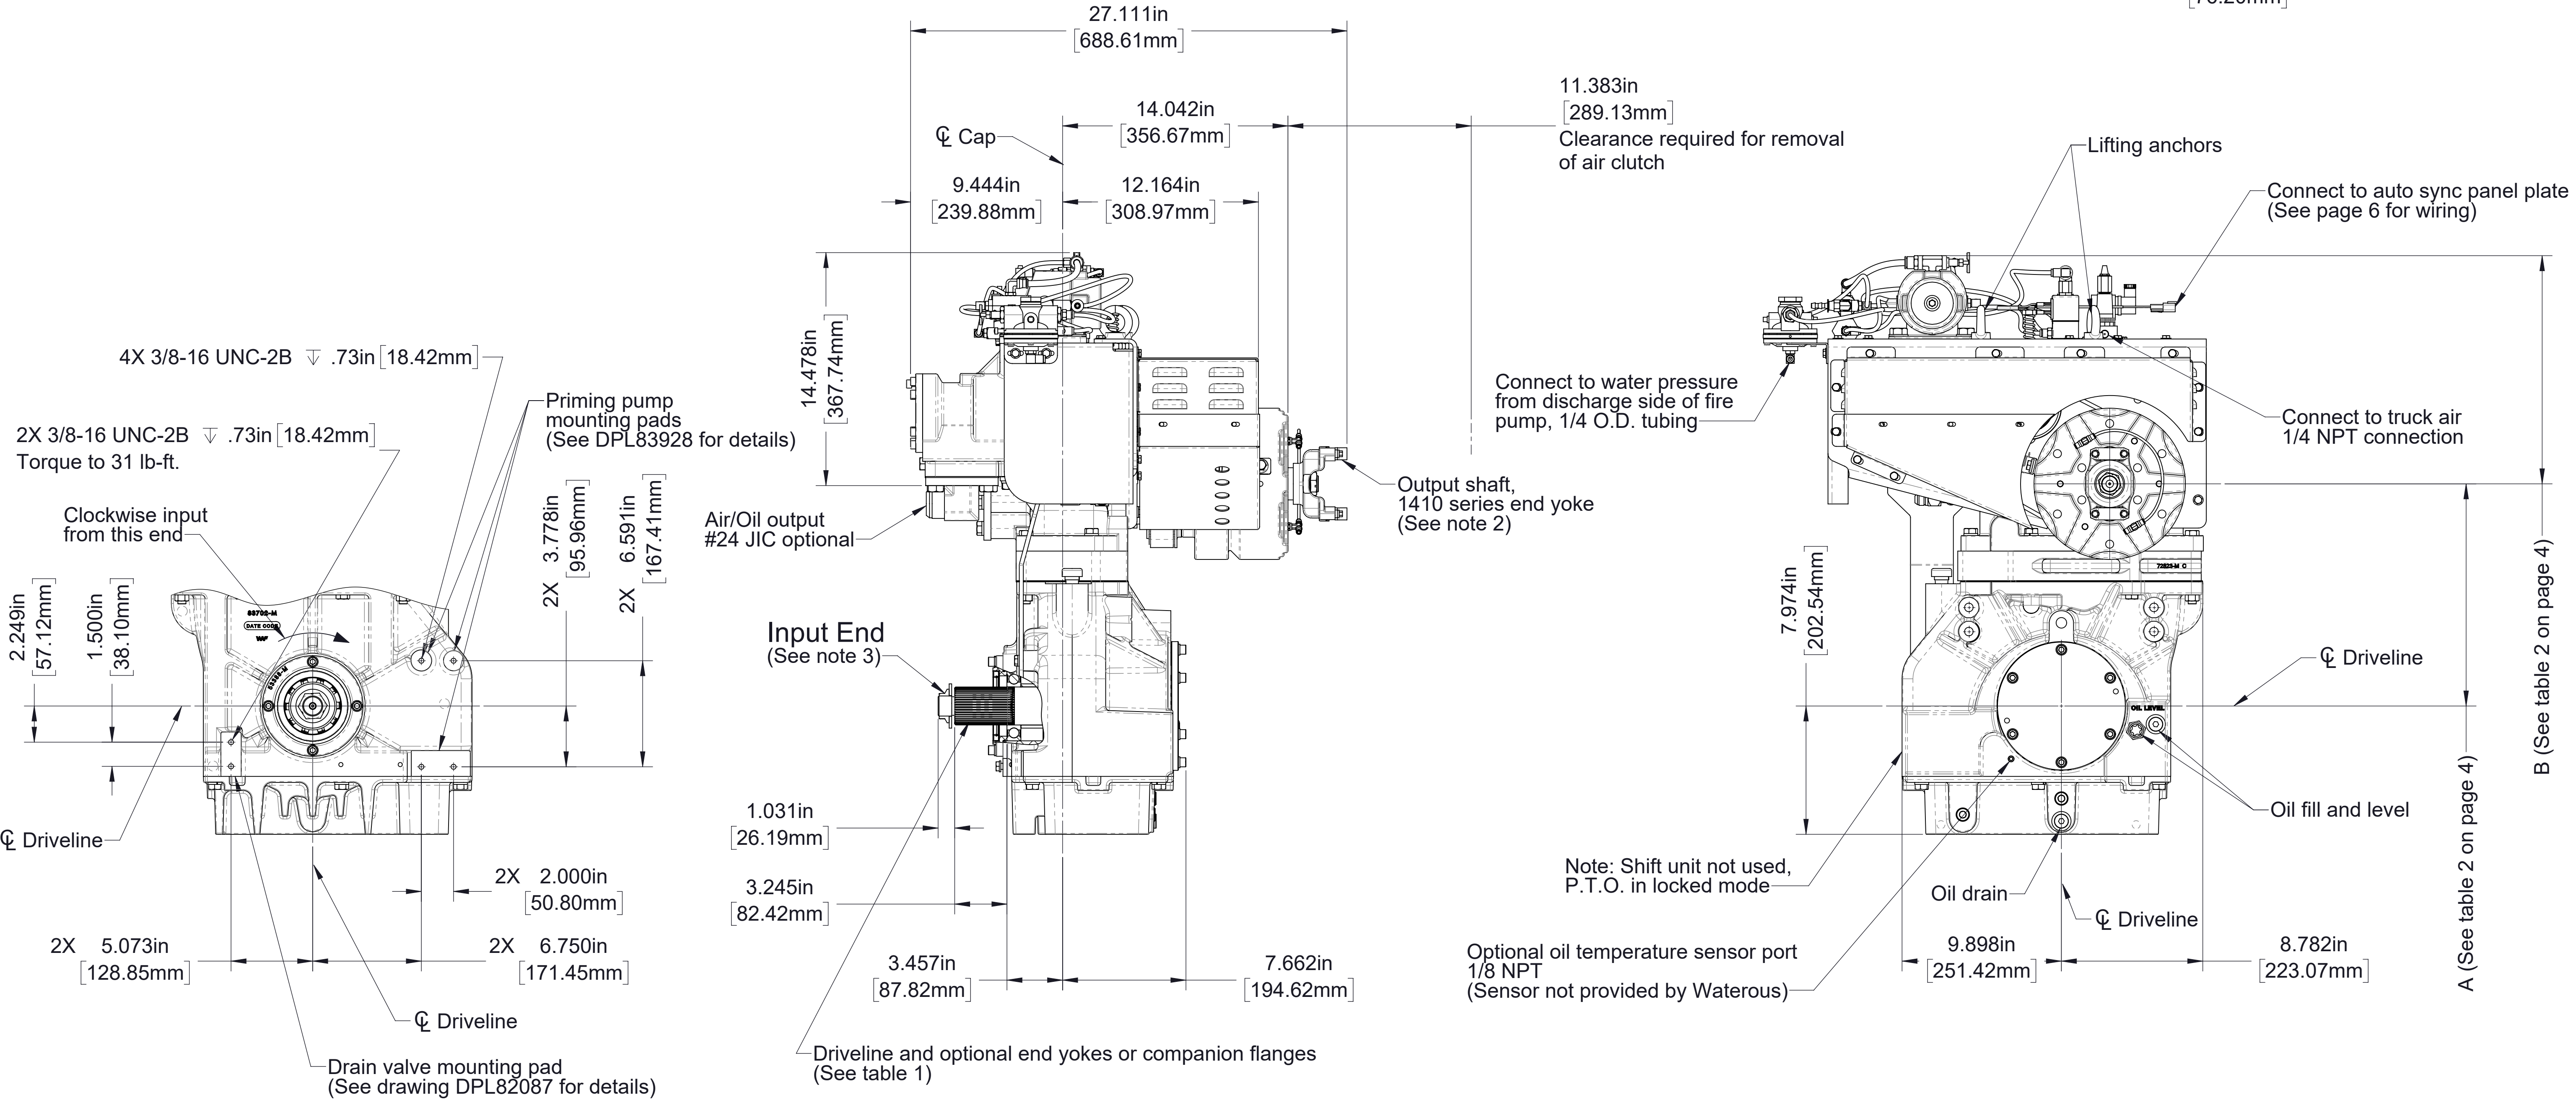 27.111in
[688.61mm]
11.383in
[289.13mm]
Clearance required for removal
of air clutch
14.042in
[356.67mm]
℄ Cap
9.444in
[239.88mm]
12.164in
[308.97mm]
Lifting anchors
Connect to auto sync panel plate
(See page 6 for wiring)
14.478in
[367.74mm]
4X 3/8-16 UNC-2B ↧ .73in [18.42mm]
2X 3/8-16 UNC-2B ↧ .73in [18.42mm]
Torque to 31 lb-ft.
Priming pump
mounting pads
(See DPL83928 for details)
Clockwise input
from this end
2X 3.778in
[95.96mm]
2X 6.591in
[167.41mm]
2.249in
[57.12mm]
1.500in
[38.10mm]
83702-M
DATE CODE
℄ Driveline
2X 2.000in
[50.80mm]
2X 5.073in
[128.85mm]
2X 6.750in
[171.45mm]
℄ Driveline
Drain valve mounting pad
(See drawing DPL82087 for details)
Air/Oil output
#24 JIC optional
Output shaft,
1410 series end yoke
(See note 2)
Input End
(See note 3)
1.031in
[26.19mm]
3.245in
[82.42mm]
3.457in
[87.82mm]
7.662in
[194.62mm]
Driveline and optional end yokes or companion flanges
(See table 1)
Connect to water pressure
from discharge side of fire
pump, 1/4 O.D. tubing
Connect to truck air
1/4 NPT connection
7.974in
[202.54mm]
℄ Driveline
OIL LEVEL
Oil fill and level
Note: Shift unit not used,
P.T.O. in locked mode
Oil drain
℄ Driveline
Optional oil temperature sensor port
1/8 NPT
(Sensor not provided by Waterous)
9.898in
[251.42mm]
8.782in
[223.07mm]
A (See table 2 on page 4)
B (See table 2 on page 4)